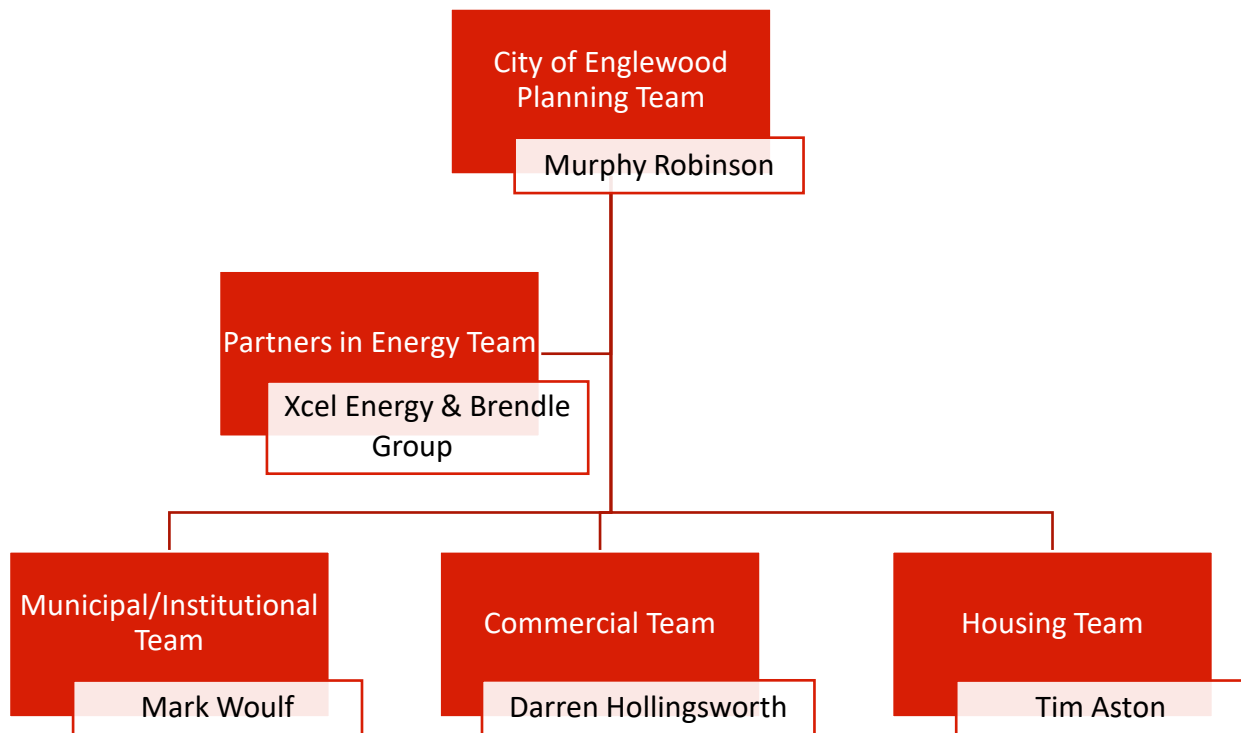 City of Englewood
Planning Team
Murphy Robinson
Partners in Energy Team
Xcel Energy & Brendle
Group
Municipal/Institutional
Team
Mark Woulf
Commercial Team
Darren Hollingsworth
Housing Team
Tim Aston